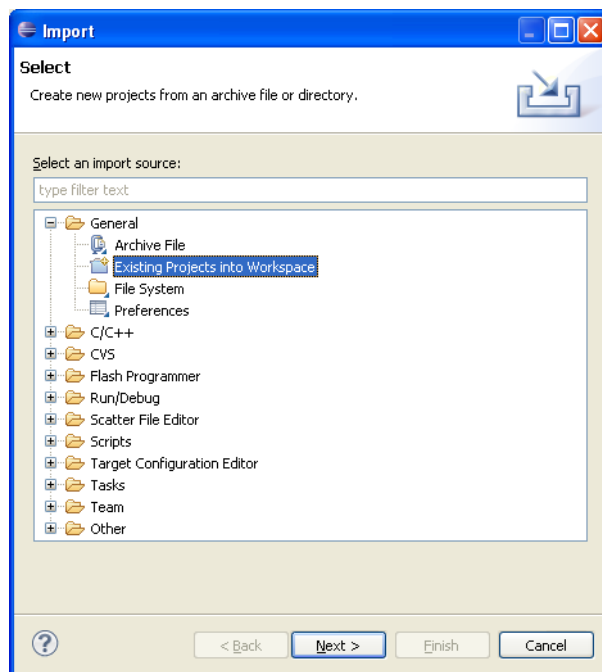 Import
Select
Create new projects from an archive file or directory.
Select an import source:
type filter text
General
Archive File
Existing Projects into Workspace
File System
Preferences
C/C++
CVS
Flash Programmer
Run/Debug
Scatter File Editor
Scripts
Target Configuration Editor
Tasks
Team
Other
? < Back Next > Finish Cancel